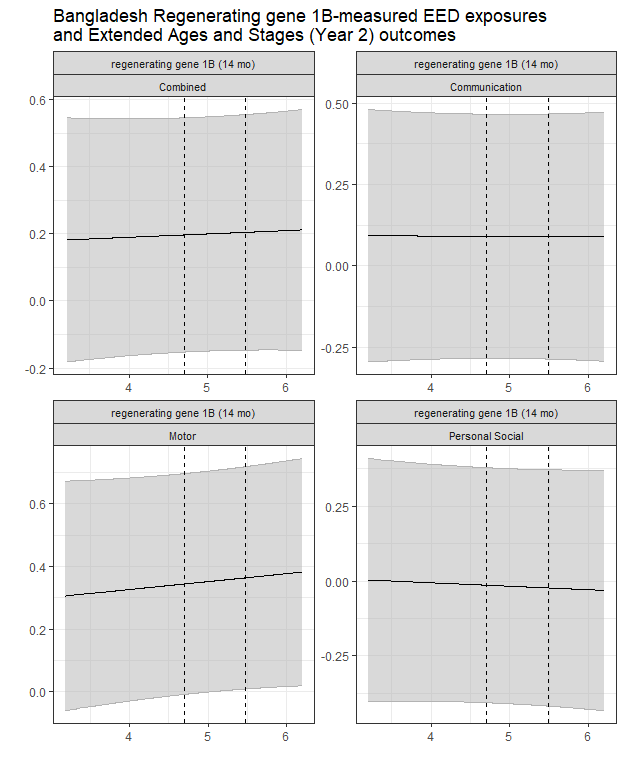 Bangladesh Regenerating gene 1B-measured EED exposures
and Extended Ages and Stages (Year 2) outcomes
regenerating gene 1B (14 mo)
Combined
0.6
0.4
0.2
0.0
-0.2
4 5 6
regenerating gene 1B (14 mo)
Communication
0.50
0.25
0.00
-0.25
4 5 6
regenerating gene 1B (14 mo)
Motor
0.6
0.4
0.2
0.0
4 5 6
regenerating gene 1B (14 mo)
Personal Social
0.25
0.00
-0.25
4 5 6